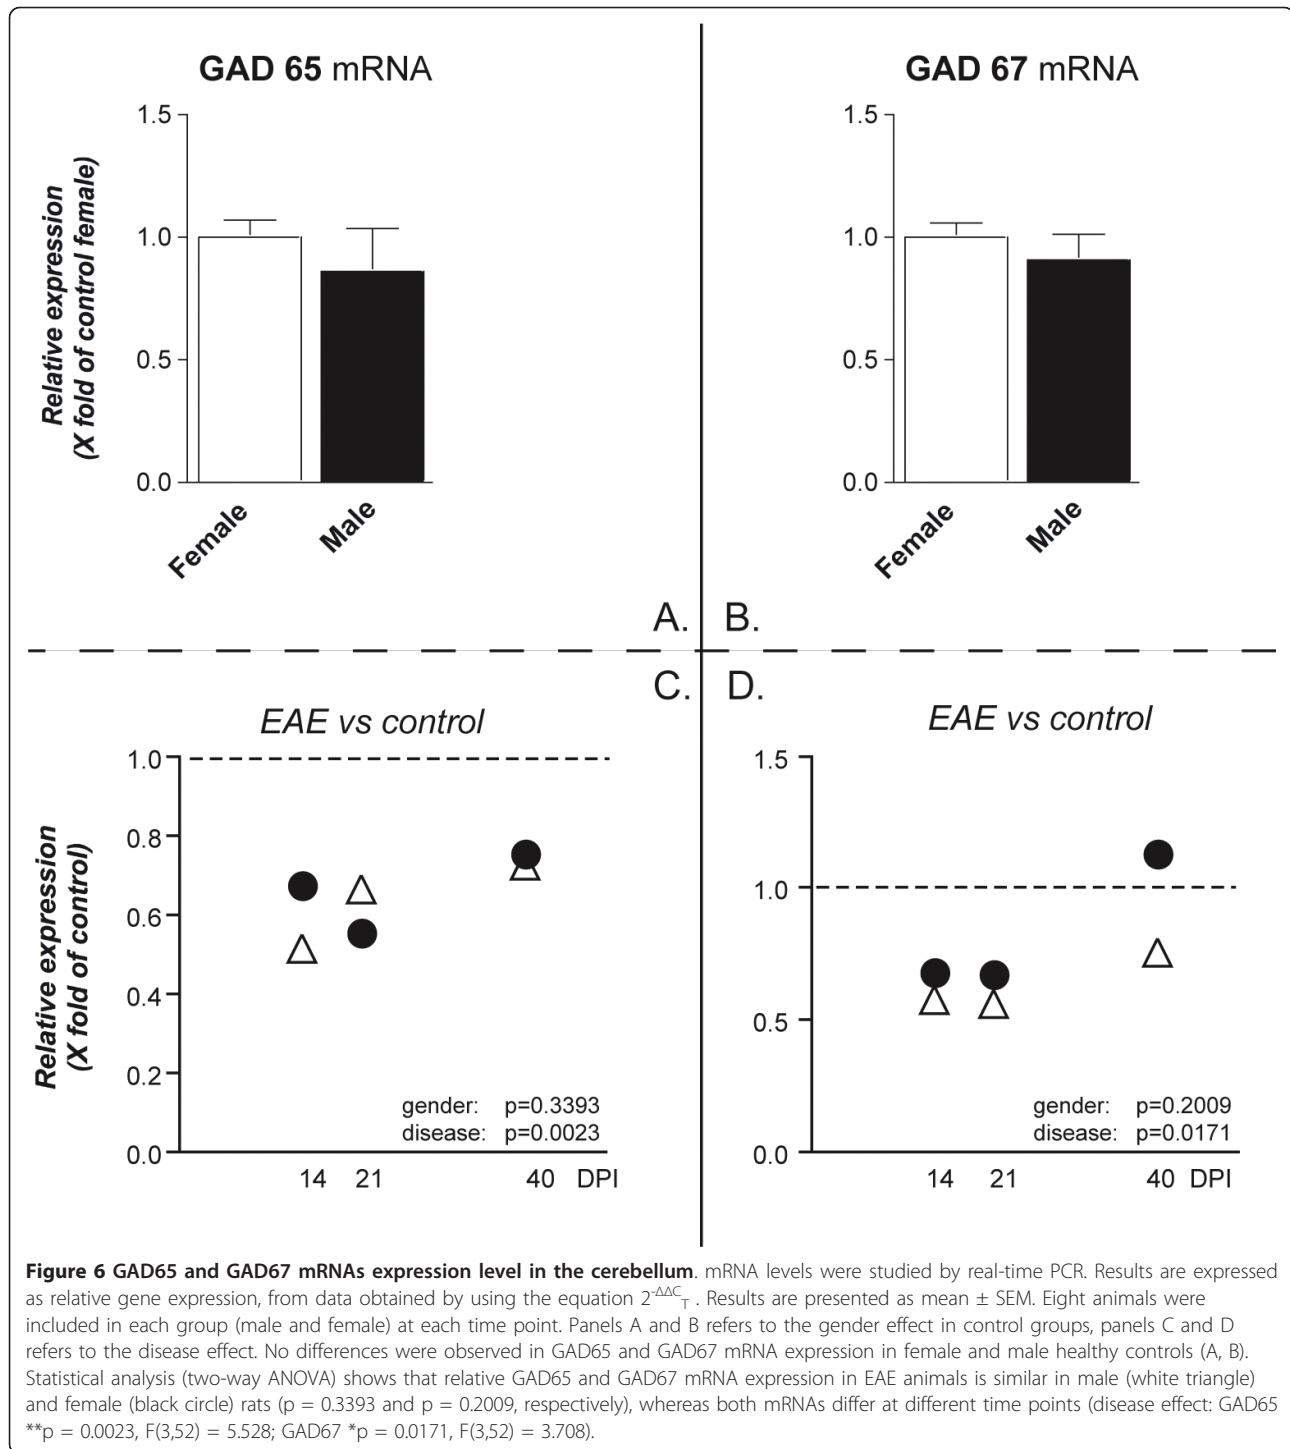 GAD 65 mRNA
1.5
1.0
0.5
0.0
Relative expression
(X fold of control female)
Female
Male
A.
GAD 67 mRNA
1.5
1.0
0.5
0.0
Female
Male
B.
C.
EAE vs control
1.0
0.8
0.6
0.4
0.2
0.0
Relative expression
(X fold of control)
gender: p=0.3393
disease: p=0.0023
14 21 40 DPI
D.
EAE vs control
1.5
1.0
0.5
0.0
gender: p=0.2009
disease: p=0.0171
14 21 40 DPI
Figure 6 GAD65 and GAD67 mRNAs expression level in the cerebellum. mRNA levels were studied by real-time PCR. Results are expressed
as relative gene expression, from data obtained by using the equation 2^-ΔΔC_T . Results are presented as mean ± SEM. Eight animals were
included in each group (male and female) at each time point. Panels A and B refers to the gender effect in control groups, panels C and D
refers to the disease effect. No differences were observed in GAD65 and GAD67 mRNA expression in female and male healthy controls (A, B).
Statistical analysis (two-way ANOVA) shows that relative GAD65 and GAD67 mRNA expression in EAE animals is similar in male (white triangle)
and female (black circle) rats (p = 0.3393 and p = 0.2009, respectively), whereas both mRNAs differ at different time points (disease effect: GAD65
**p = 0.0023, F(3,52) = 5.528; GAD67 *p = 0.0171, F(3,52) = 3.708).